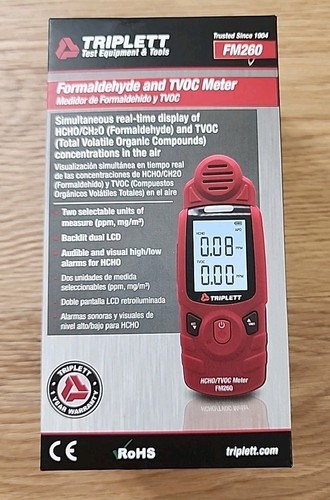 TRIPLETT
Test Equipment & Tools
Trusted Since 1904
FM260
Formaldehyde and TVOC Meter
Medidor de Formaldehído y TVOC
Simultaneous real-time display of
HCHO/CH2O (Formaldehyde) and TVOC
(Total Volatile Organic Compounds)
concentrations in the air
Visualización simultánea en tiempo real
de las concentraciones de HCHO/CH2O
(Formaldehído) y TVOC (Compuestos
Orgánicos Volátiles Totales) en el aire
Two selectable units of
measure (ppm, mg/m³)
Backlit dual LCD
Audible and visual high/low
alarms for HCHO
Dos unidades de medida
seleccionables (ppm, mg/m³)
Doble pantalla LCD retroiluminada
Alarmas sonoras y visuales de
nivel alto/bajo para HCHO
HCHO
0.08 PPM
TVOC
0.00 PPM
TRIPLETT
HCHO/TVOC Meter
FM260
TRIPLETT
1 YEAR WARRANTY
CE
RoHS
triplett.com